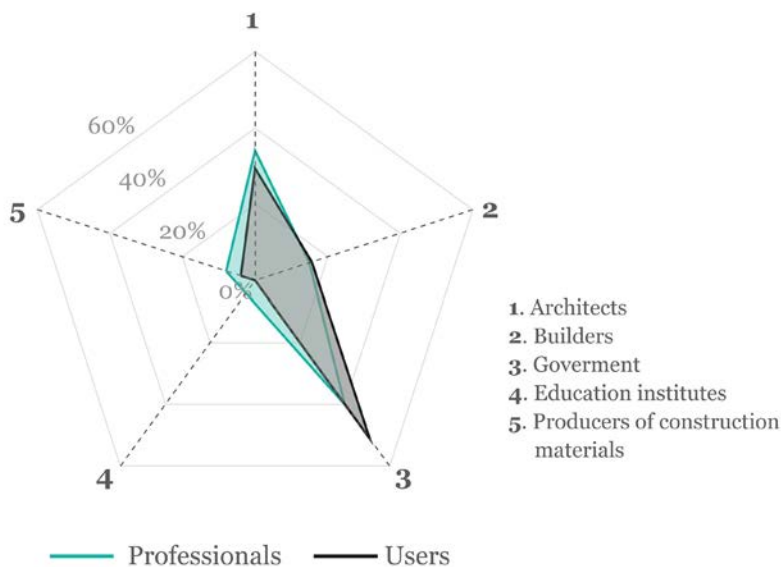 1
60%
40%
5
20%
2
0%
1. Architects
2. Builders
3. Goverment
4. Education institutes
5. Producers of construction
materials
4
3
Professionals
Users